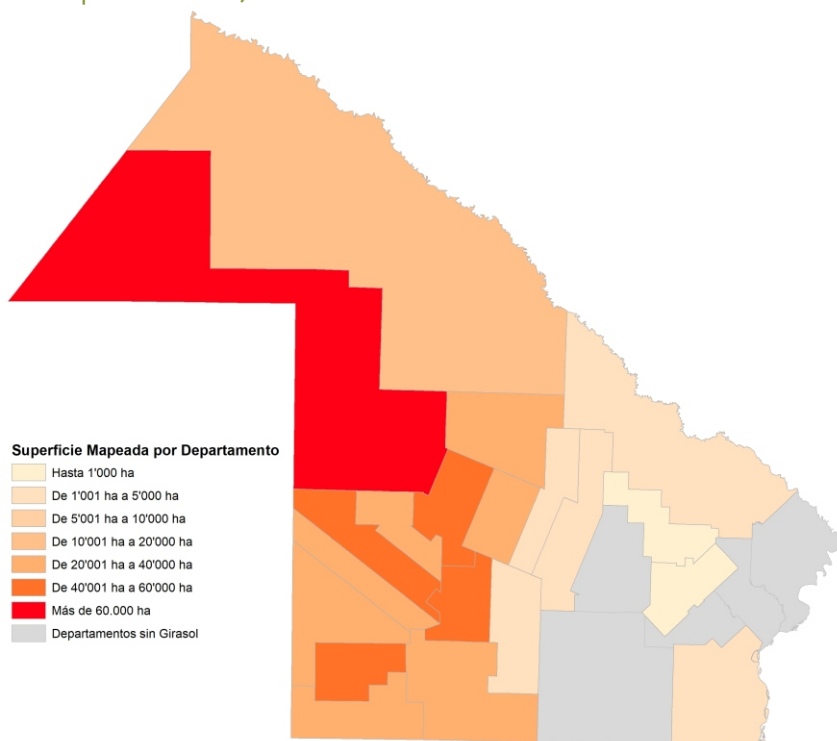 Superficie Mapeada por Departamento
Hasta 1'000 ha
De 1'001 ha a 5'000 ha
De 5'001 ha a 10'000 ha
De 10'001 ha a 20'000 ha
De 20'001 ha a 40'000 ha
De 40'001 ha a 60'000 ha
Más de 60.000 ha
Departamentos sin Girasol